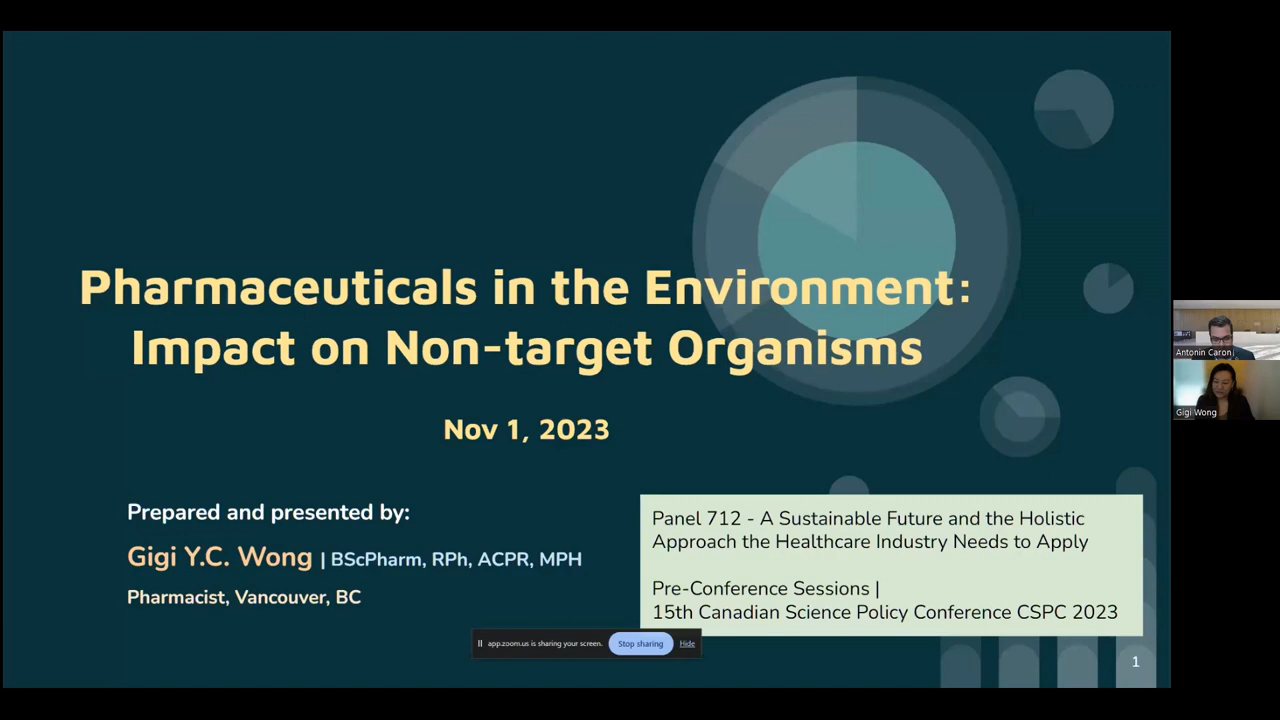 Pharmaceuticals in the Environment:
Impact on Non-target Organisms
Nov 1, 2023
Prepared and presented by:
Gigi Y.C. Wong | BScPharm, RPh, ACPR, MPH
Pharmacist, Vancouver, BC
Panel 712 - A Sustainable Future and the Holistic
Approach the Healthcare Industry Needs to Apply
Pre-Conference Sessions |
15th Canadian Science Policy Conference CSPC 2023
app.zoom.us is sharing your screen. Stop sharing Hide
1
Antonin Caron
Gigi Wong